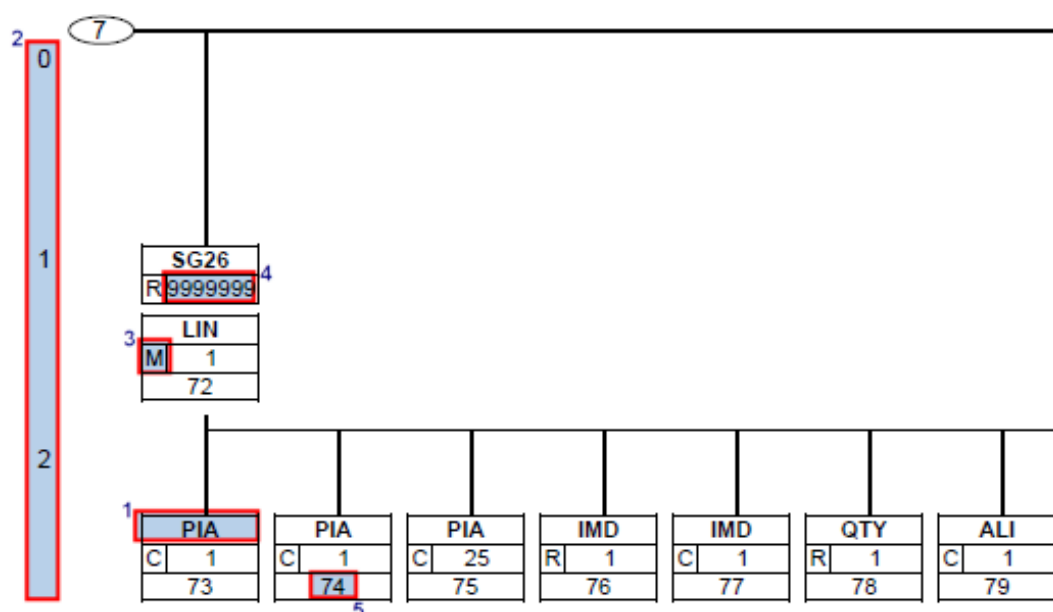 7
2
0
1
SG26
R 9999999 4
LIN
3 M 1
72
2
1
PIA PIA PIA IMD IMD QTY ALI
C 1 C 1 C 25 R 1 C 1 R 1 C 1
73 74 75 76 77 78 79
5